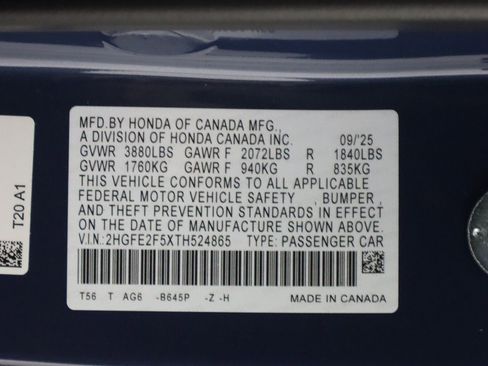 MFD.BY HONDA OF CANADA MFG.,
A DIVISION OF HONDA CANADA INC. 09/'25
GVWR 3880LBS GAWR F 2072LBS R 1840LBS
GVWR 1760KG GAWR F 940KG R 835KG
THIS VEHICLE CONFORMS TO ALL APPLICABLE
FEDERAL MOTOR VEHICLE SAFETY , BUMPER ,
AND THEFT PREVENTION STANDARDS IN EFFECT
ON THE DATE OF MANUFACTURE SHOWN ABOVE.
V.I.N.:2HGFE2F5XTH524865 TYPE: PASSENGER CAR
T56 T AG6 -B645P -Z -H MADE IN CANADA
T20 A1